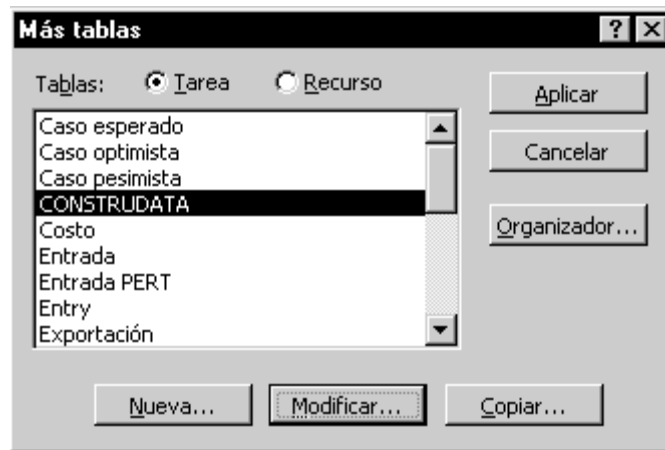 Más tablas
Tablas: Tarea Recurso
Aplicar
Cancelar
Organizador...
Caso esperado
Caso optimista
Caso pesimista
CONSTRUDATA
Costo
Entrada
Entrada PERT
Entry
Exportación
Nueva... Modificar... Copiar...